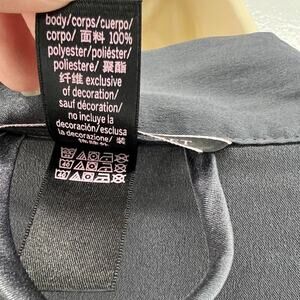 body/corps/cuerpo/
corpo/ 面料 100%
polyester/poliéster/
poliestere/ 聚酯
纤维 exclusive
of decoration/
sauf décoration/
no incluye la
decoración/esclusa
la decorazione/ 装